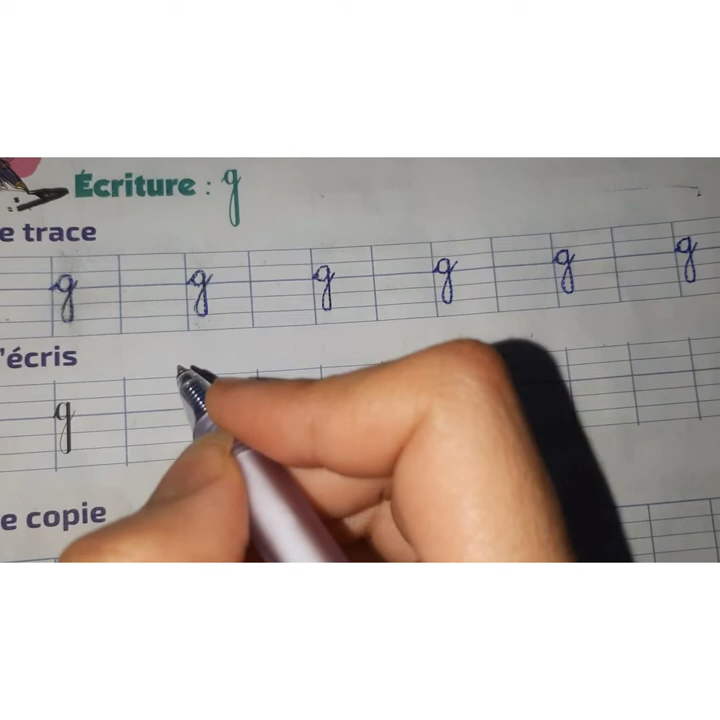 Écriture : g
e trace
g g g g g g
'écris
g
e copie